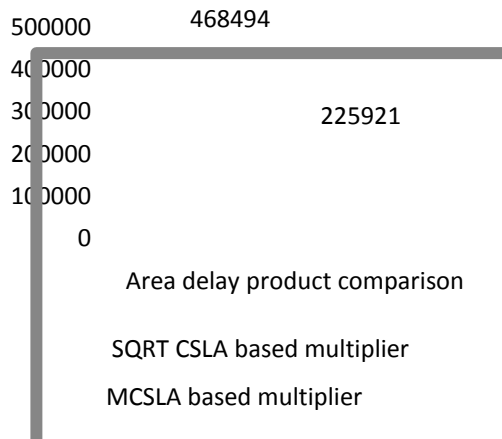 468494
500000
400000
300000
225921
200000
100000
0
Area delay product comparison
SQRT CSLA based multiplier
MCSLA based multiplier